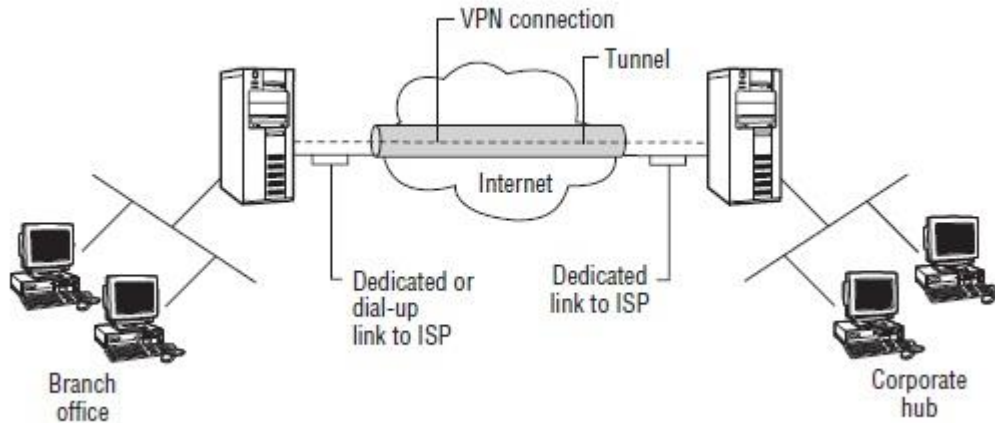 VPN connection
Tunnel
Internet
Dedicated or
dial-up
link to ISP
Dedicated
link to ISP
Branch
office
Corporate
hub